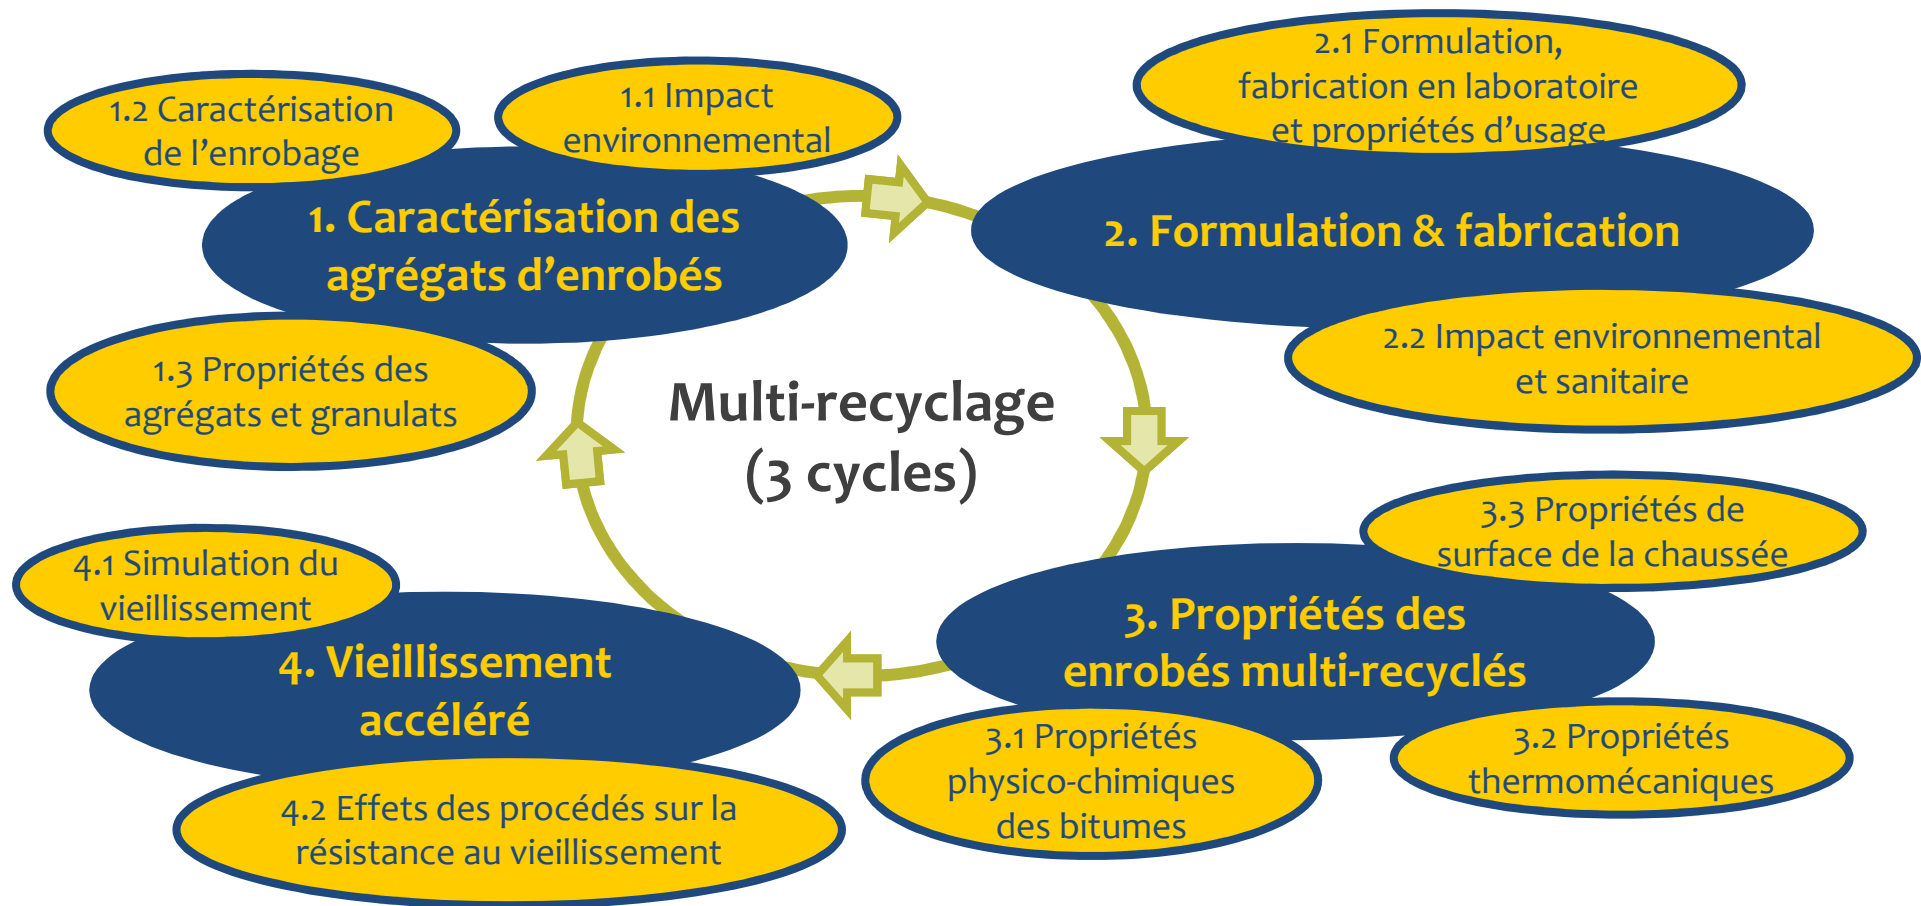 1.2 Caractérisation
de l’enrobage
1.1 Impact
environnemental
1. Caractérisation des
agrégats d’enrobés
1.3 Propriétés des
agrégats et granulats
2.1 Formulation,
fabrication en laboratoire
et propriétés d’usage
2. Formulation & fabrication
2.2 Impact environnemental
et sanitaire
Multi-recyclage
(3 cycles)
3.3 Propriétés de
surface de la chaussée
3. Propriétés des
enrobés multi-recyclés
3.1 Propriétés
physico-chimiques
des bitumes
3.2 Propriétés
thermomécaniques
4.1 Simulation du
vieillissement
4. Vieillissement
accéléré
4.2 Effets des procédés sur la
résistance au vieillissement